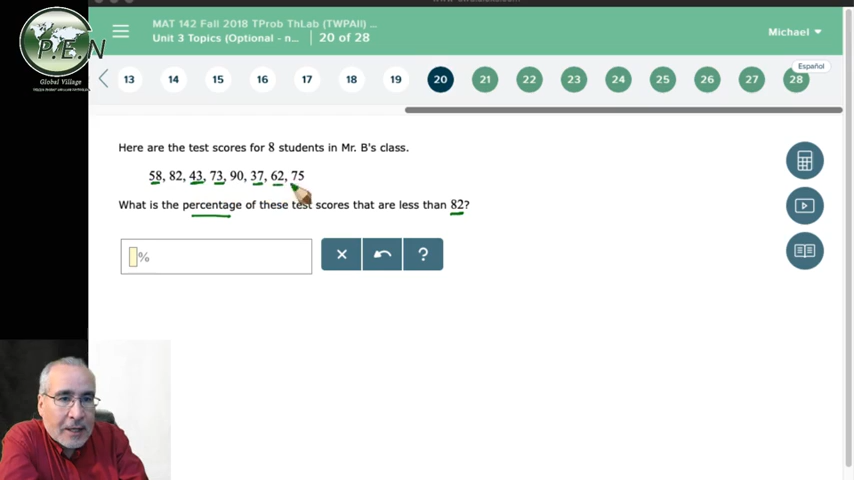 P.E.N
Global Village
MAT 142 Fall 2018 TProb ThLab (TWPAII) ...
Unit 3 Topics (Optional - n... 20 of 28
Michael
Español
13 14 15 16 17 18 19 20 21 22 23 24 25 26 27 28
Here are the test scores for 8 students in Mr. B's class.
58, 82, 43, 73, 90, 37, 62, 75
What is the percentage of these test scores that are less than 82?
%